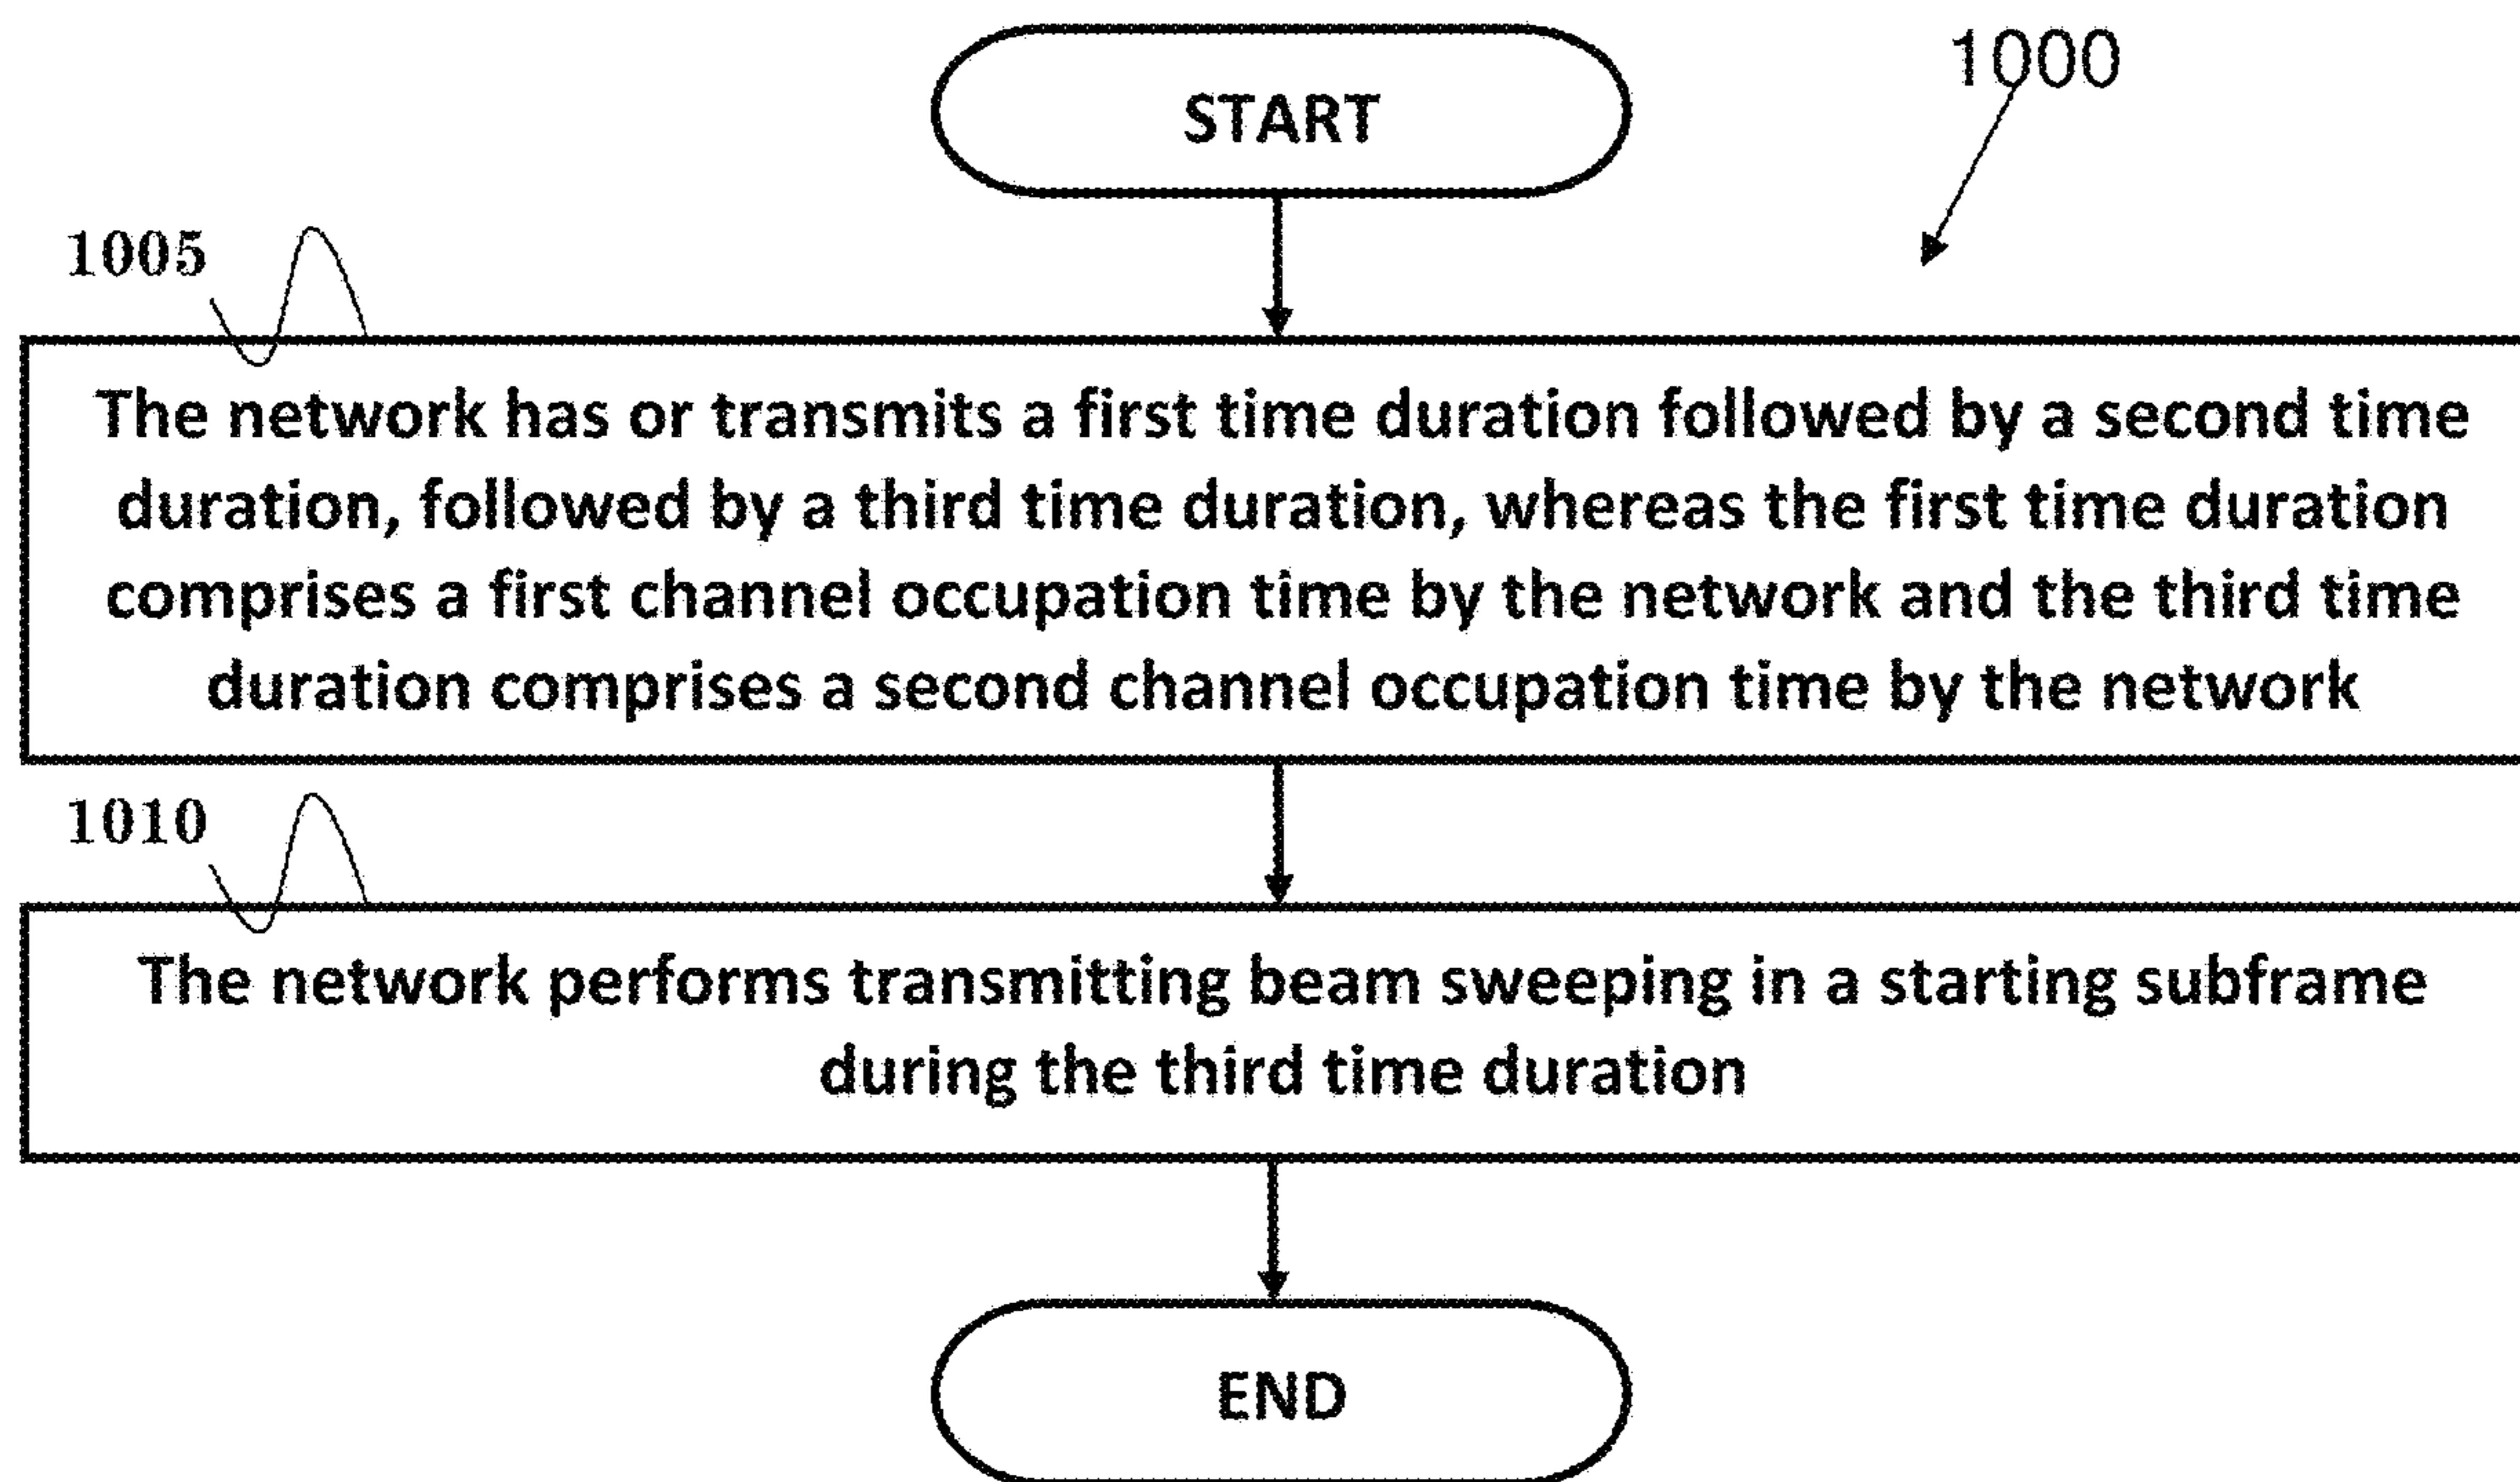 START
1000
1005
The network has or transmits a first time duration followed by a second time
duration, followed by a third time duration, whereas the first time duration
comprises a first channel occupation time by the network and the third time
duration comprises a second channel occupation time by the network
1010
The network performs transmitting beam sweeping in a starting subframe
during the third time duration
END